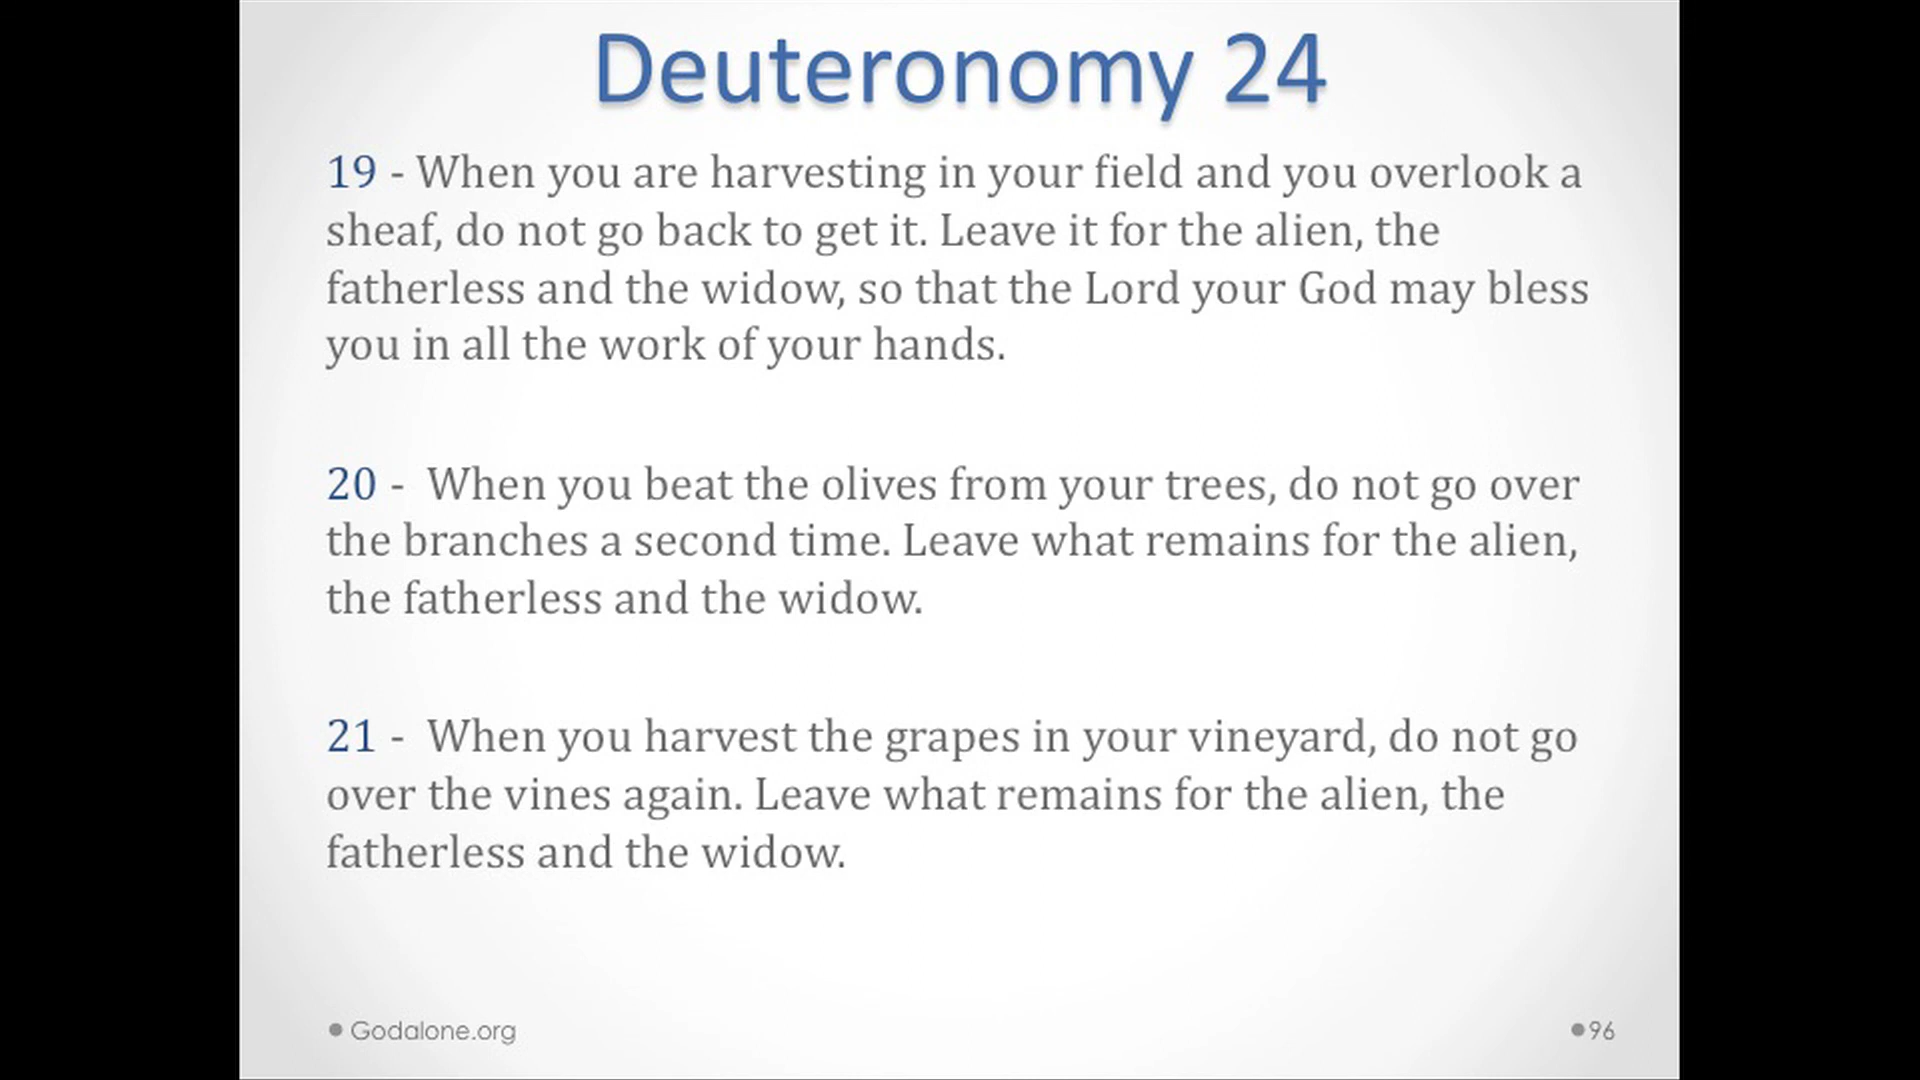 Deuteronomy 24
19 - When you are harvesting in your field and you overlook a
sheaf, do not go back to get it. Leave it for the alien, the
fatherless and the widow, so that the Lord your God may bless
you in all the work of your hands.
20 -  When you beat the olives from your trees, do not go over
the branches a second time. Leave what remains for the alien,
the fatherless and the widow.
21 -  When you harvest the grapes in your vineyard, do not go
over the vines again. Leave what remains for the alien, the
fatherless and the widow.
● Godalone.org
●96